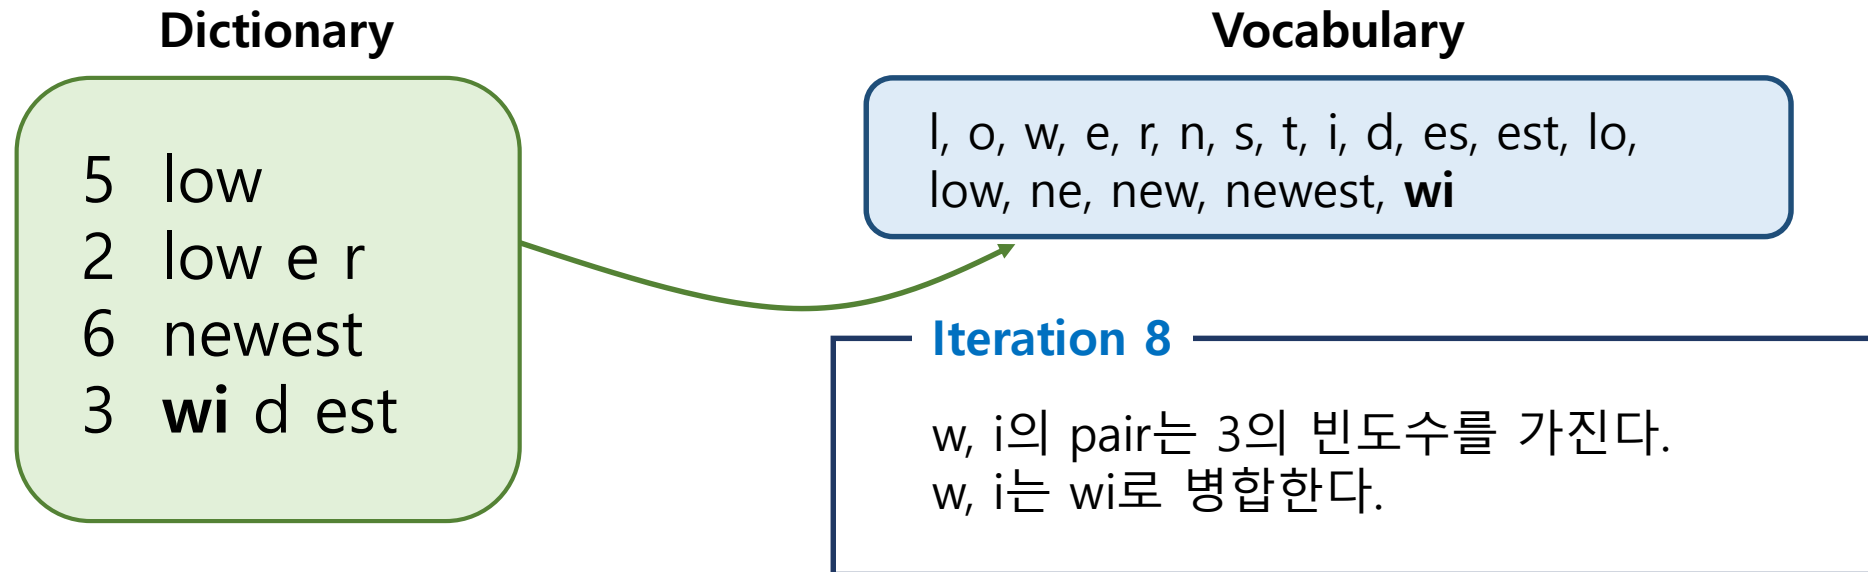 Dictionary
5 low
2 low e r
6 newest
3 wi d est
Vocabulary
l, o, w, e, r, n, s, t, i, d, es, est, lo,
low, ne, new, newest, wi
Iteration 8
w, i의 pair는 3의 빈도수를 가진다.
w, i는 wi로 병합한다.